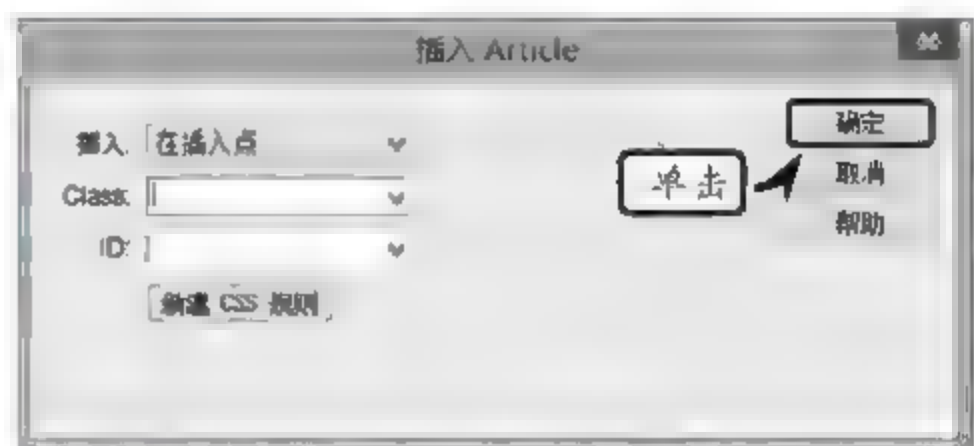 插入 Article
插入: 在插入点
确定
单击
Class:
取消
ID:
帮助
新建 CSS 规则